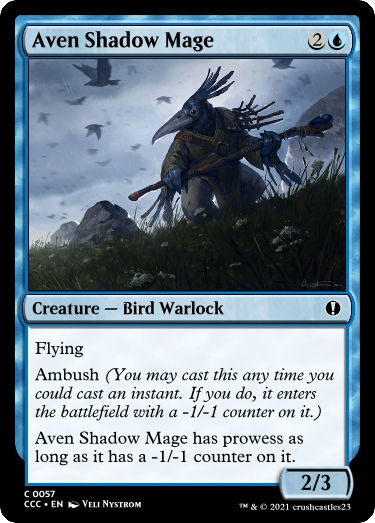 Aven Shadow Mage 2
Creature — Bird Warlock
Flying
Ambush (You may cast this any time you
could cast an instant. If you do, it enters
the battlefield with a -1/-1 counter on it.)
Aven Shadow Mage has prowess as
long as it has a -1/-1 counter on it.
2/3
C 0057
CCC • EN Veli Nystrom
™ & © 2021 crushcastles23